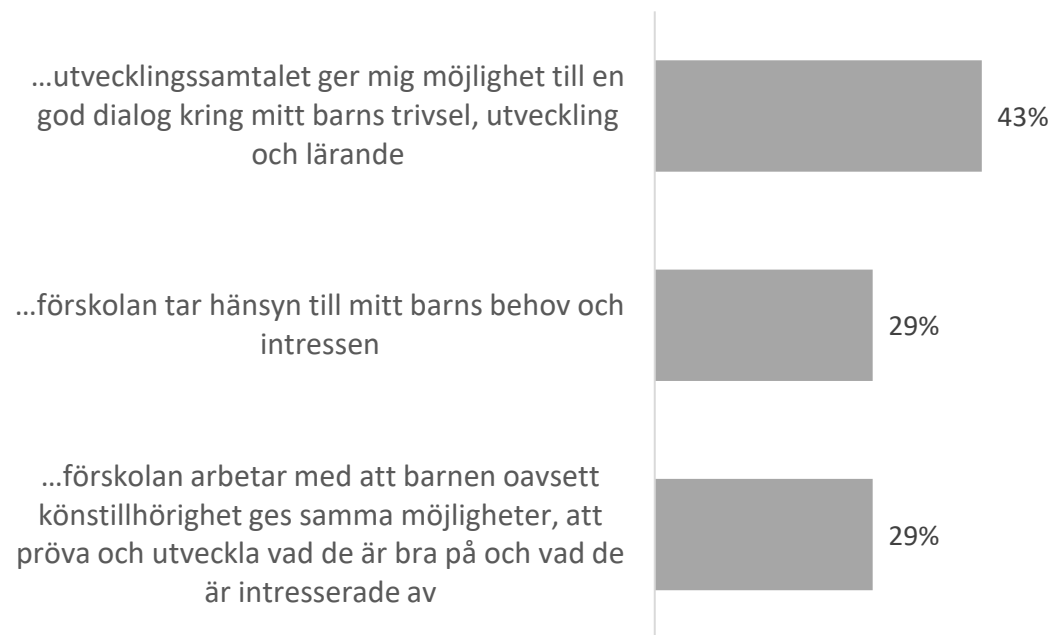 …utvecklingssamtalet ger mig möjlighet till en
god dialog kring mitt barns trivsel, utveckling
och lärande
43%
…förskolan tar hänsyn till mitt barns behov och
intressen
29%
…förskolan arbetar med att barnen oavsett
könstillhörighet ges samma möjligheter, att
pröva och utveckla vad de är bra på och vad de
är intresserade av
29%